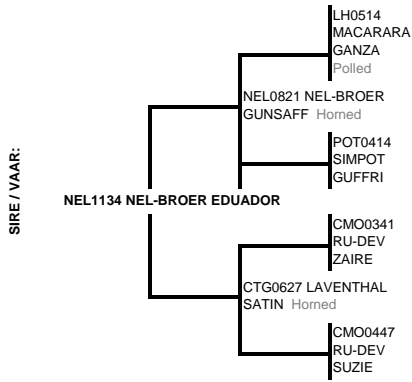 LH0514
MACARARA
GANZA
Polled
NEL0821 NEL-BROER
GUNSAFF Horned
POT0414
SIMPOT
GUFFRI
SIRE / VAAR:
NEL1134 NEL-BROER EDUADOR
CMO0341
RU-DEV
ZAIRE
CTG0627 LAVENTHAL
SATIN Horned
CMO0447
RU-DEV
SUZIE